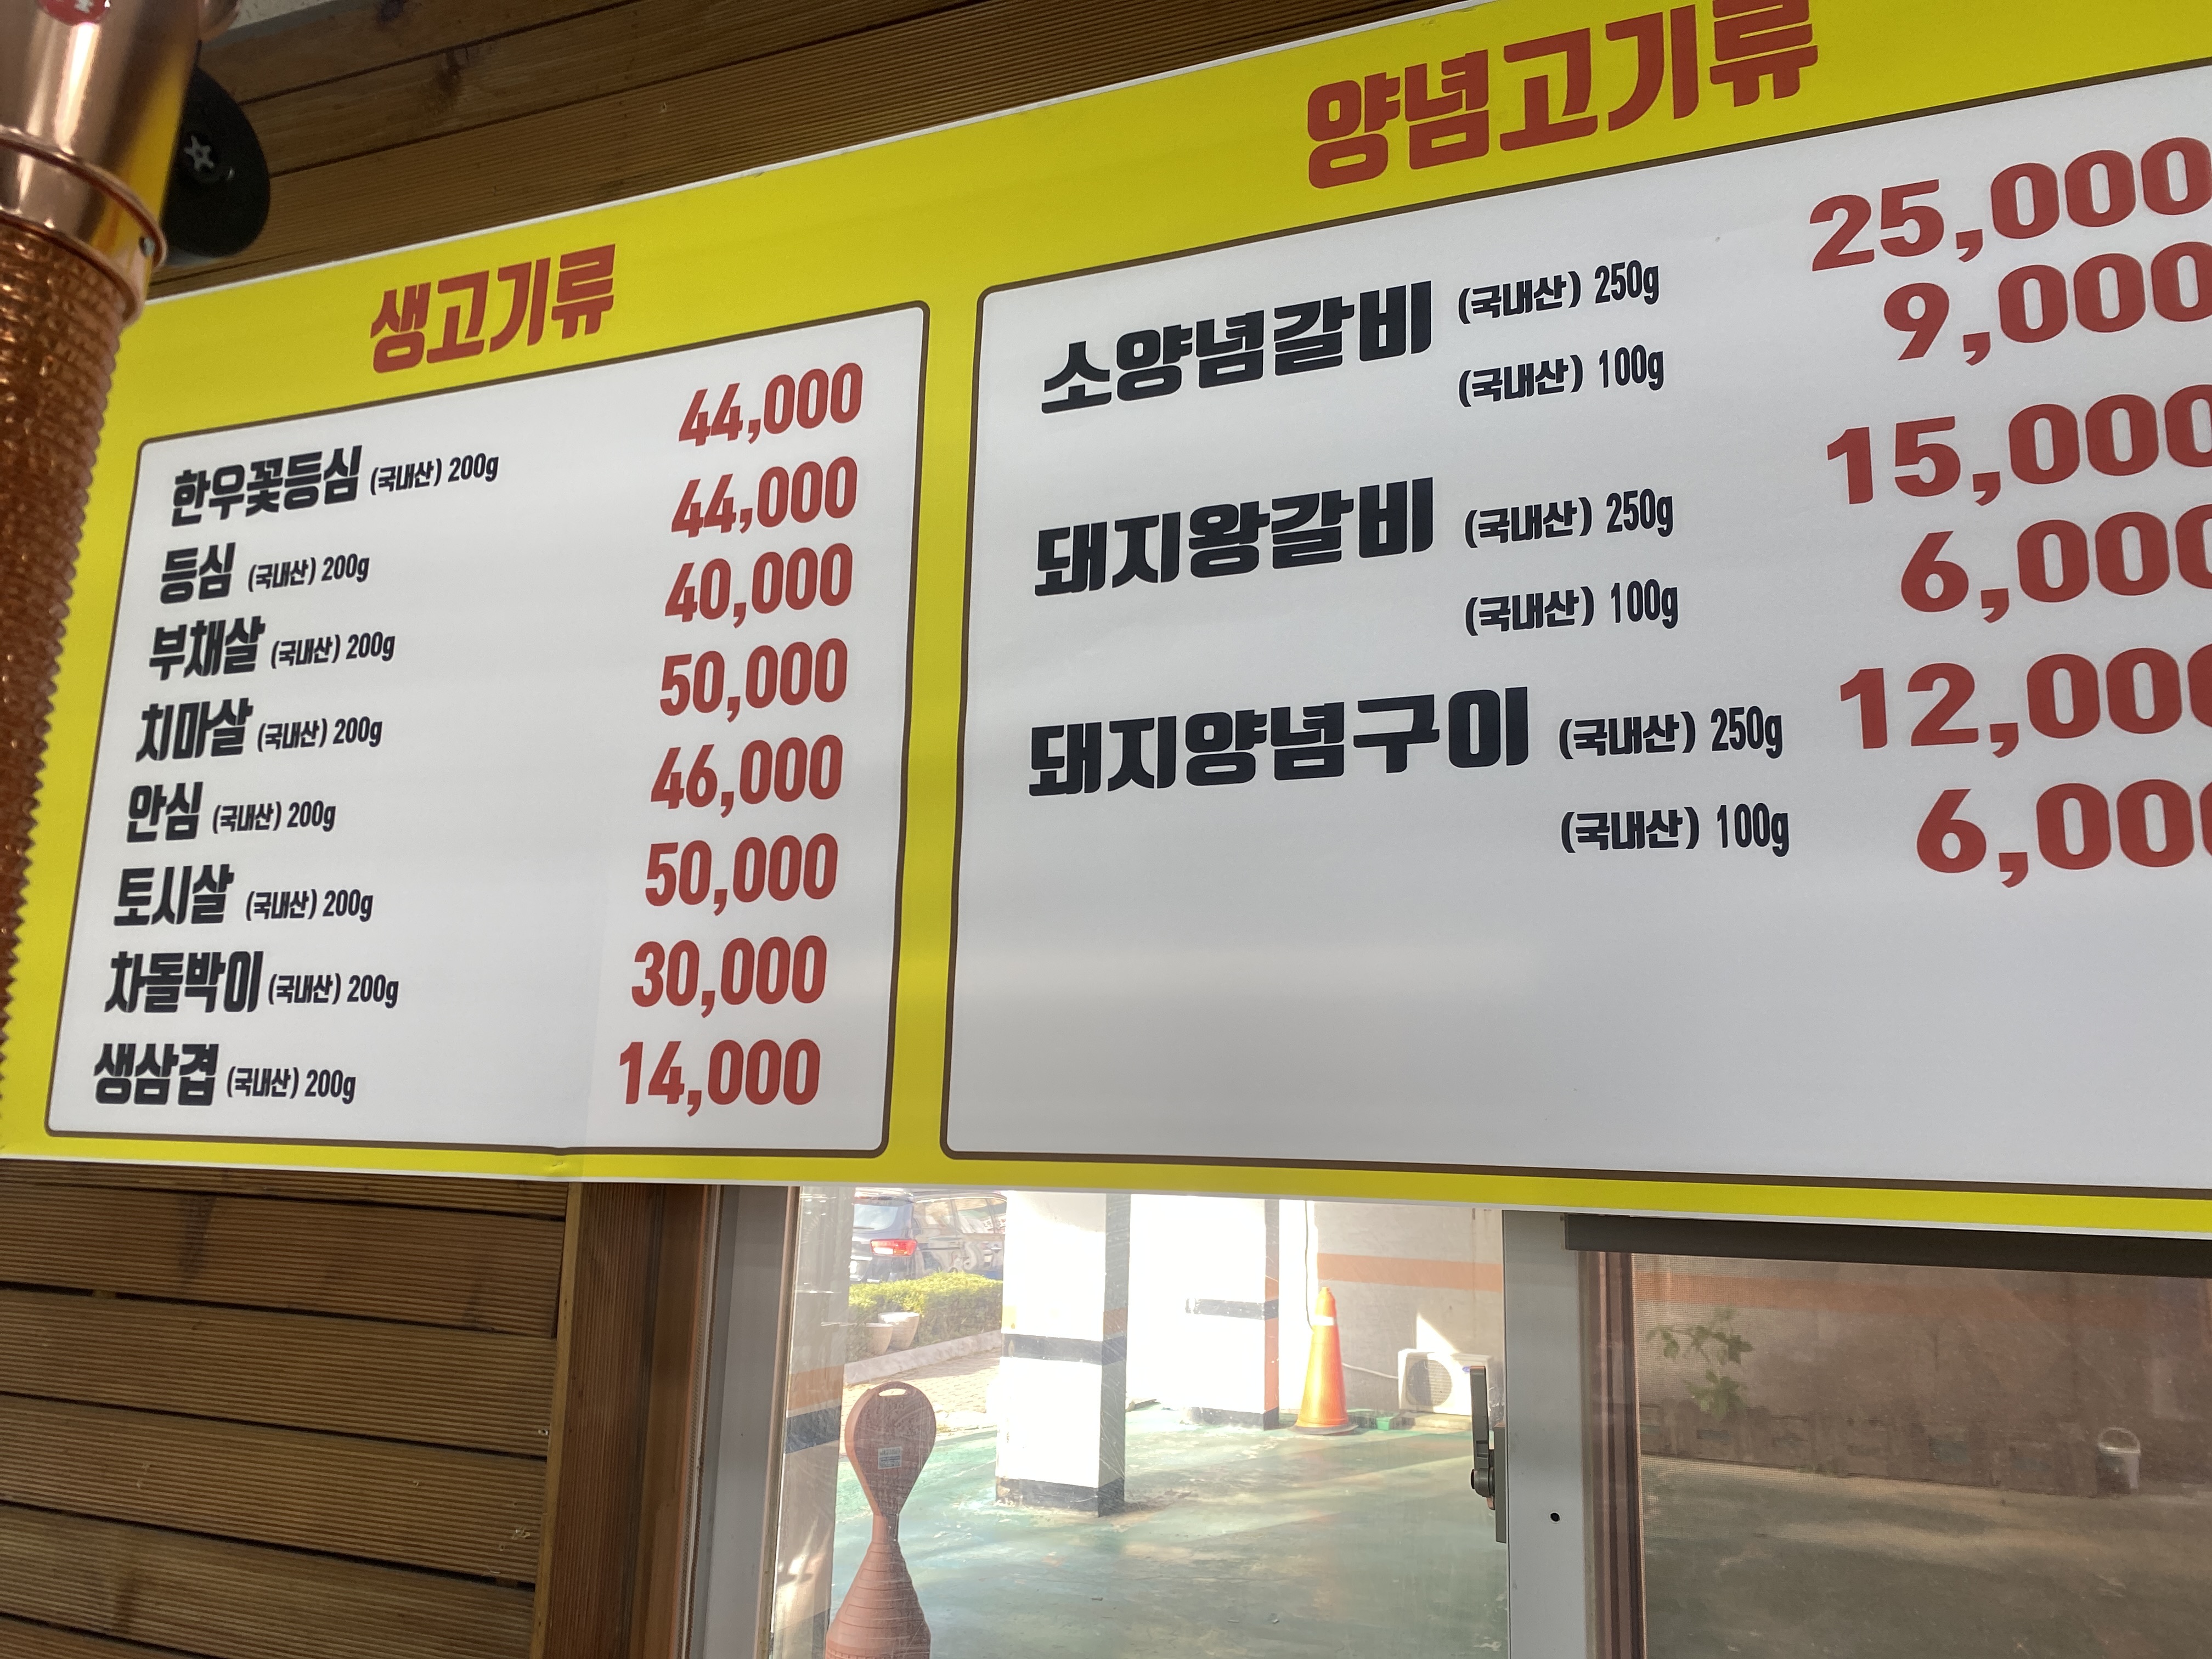 생고기류
한우꽃등심 (국내산) 200g 44,000
등심 (국내산) 200g 44,000
부채살 (국내산) 200g 40,000
치마살 (국내산) 200g 50,000
안심 (국내산) 200g 46,000
토시살 (국내산) 200g 50,000
차돌박이 (국내산) 200g 30,000
생삼겹 (국내산) 200g 14,000
양념고기류
소양념갈비 (국내산) 250g 25,000
(국내산) 100g 9,000
돼지왕갈비 (국내산) 250g 15,000
(국내산) 100g 6,000
돼지양념구이 (국내산) 250g 12,000
(국내산) 100g 6,000